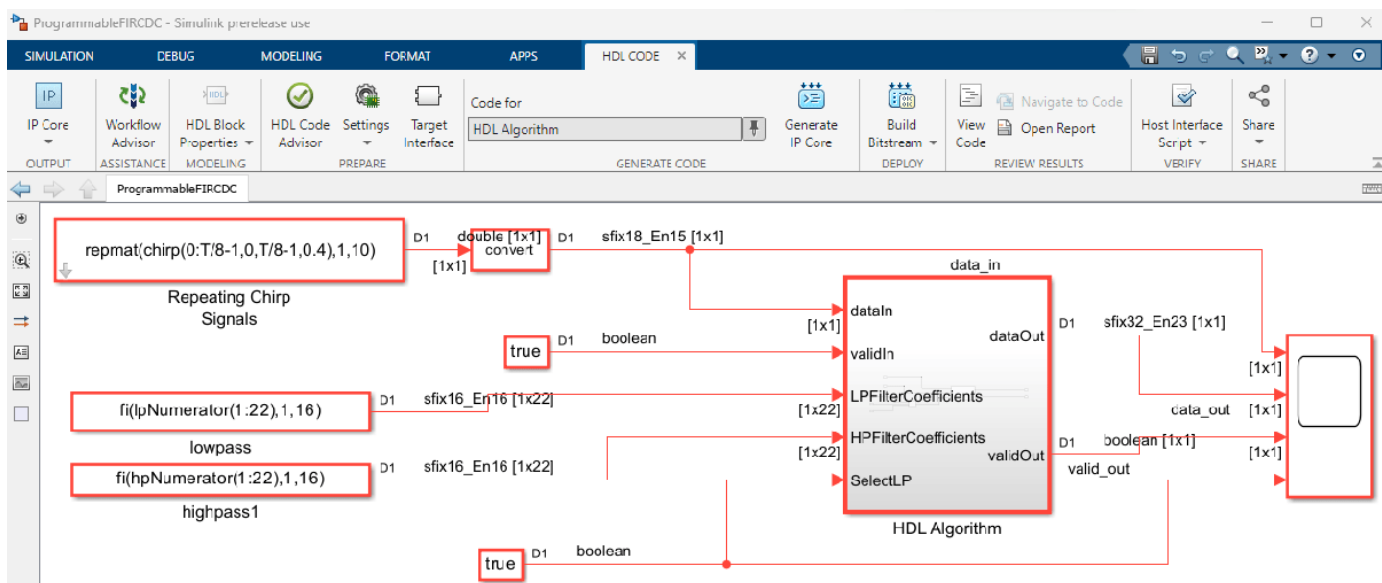 ProgrammableFIRCDC - Simulink prerelease use
SIMULATION DEBUG MODELING FORMAT APPS HDL CODE
IP
IP Core
Workflow Advisor
HDL
HDL Block Properties
HDL Code Advisor
Settings
Target Interface
Code for
HDL Algorithm
Generate IP Core
Build Bitstream
View Code
Navigate to Code
Open Report
Host Interface Script
Share
OUTPUT ASSISTANCE MODELING PREPARE GENERATE CODE DEPLOY REVIEW RESULTS VERIFY SHARE
ProgrammableFIRCDC
repmat(chirp(0:T/8-1,0,T/8-1,0.4),1,10)
Repeating Chirp
Signals
D1 double [1x1]
[1x1]
convert
D1 sfix18_En15 [1x1]
data_in
true
D1 boolean
fi(lpNumerator(1:22),1,16)
lowpass
D1 sfix16_En16 [1x22]
fi(hpNumerator(1:22),1,16)
highpass1
D1 sfix16_En16 [1x22]
true
D1 boolean
[1x1]
[1x22]
[1x22]
dataIn
validIn
LPFilterCoefficients
HPFilterCoefficients
SelectLP
dataOut
validOut
HDL Algorithm
D1 sfix32_En23 [1x1]
data_out
D1 boolean [1x1]
valid_out
[1x1]
[1x1]
[1x1]